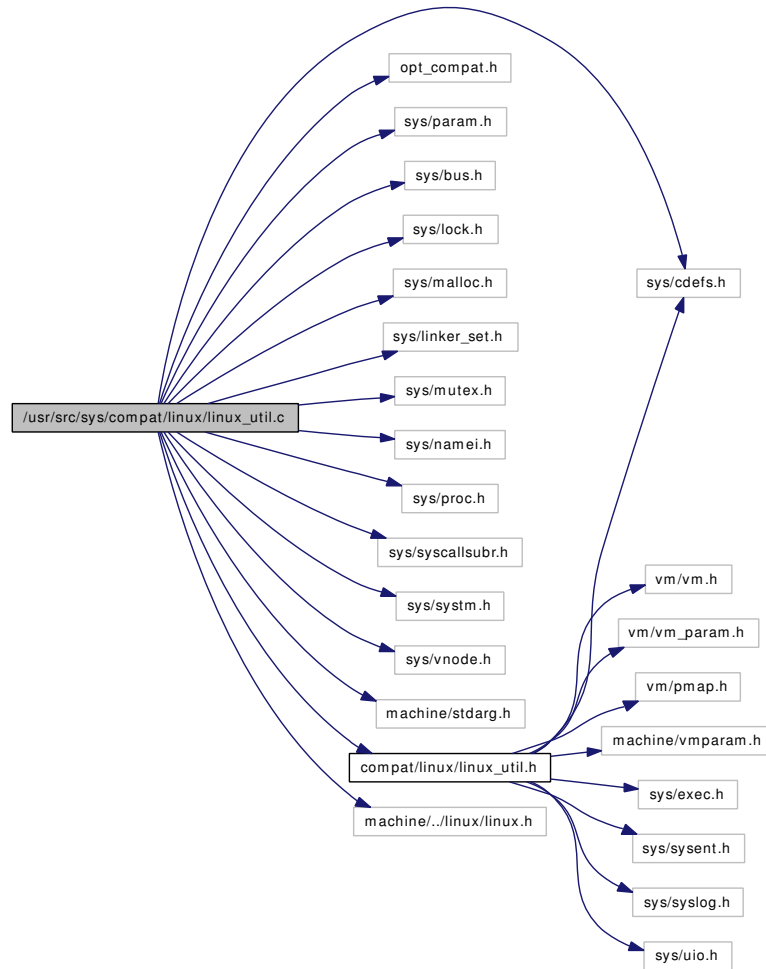 opt_compat.h
sys/param.h
sys/bus.h
sys/lock.h
sys/malloc.h
sys/cdefs.h
sys/linker_set.h
sys/mutex.h
/usr/src/sys/compat/linux/linux_util.c
sys/namei.h
sys/proc.h
sys/syscallsubr.h
vm/vm.h
sys/systm.h
vm/vm_param.h
sys/vnode.h
vm/pmap.h
machine/stdarg.h
machine/vmparam.h
compat/linux/linux_util.h
sys/exec.h
machine/../linux/linux.h
sys/sysent.h
sys/syslog.h
sys/uio.h